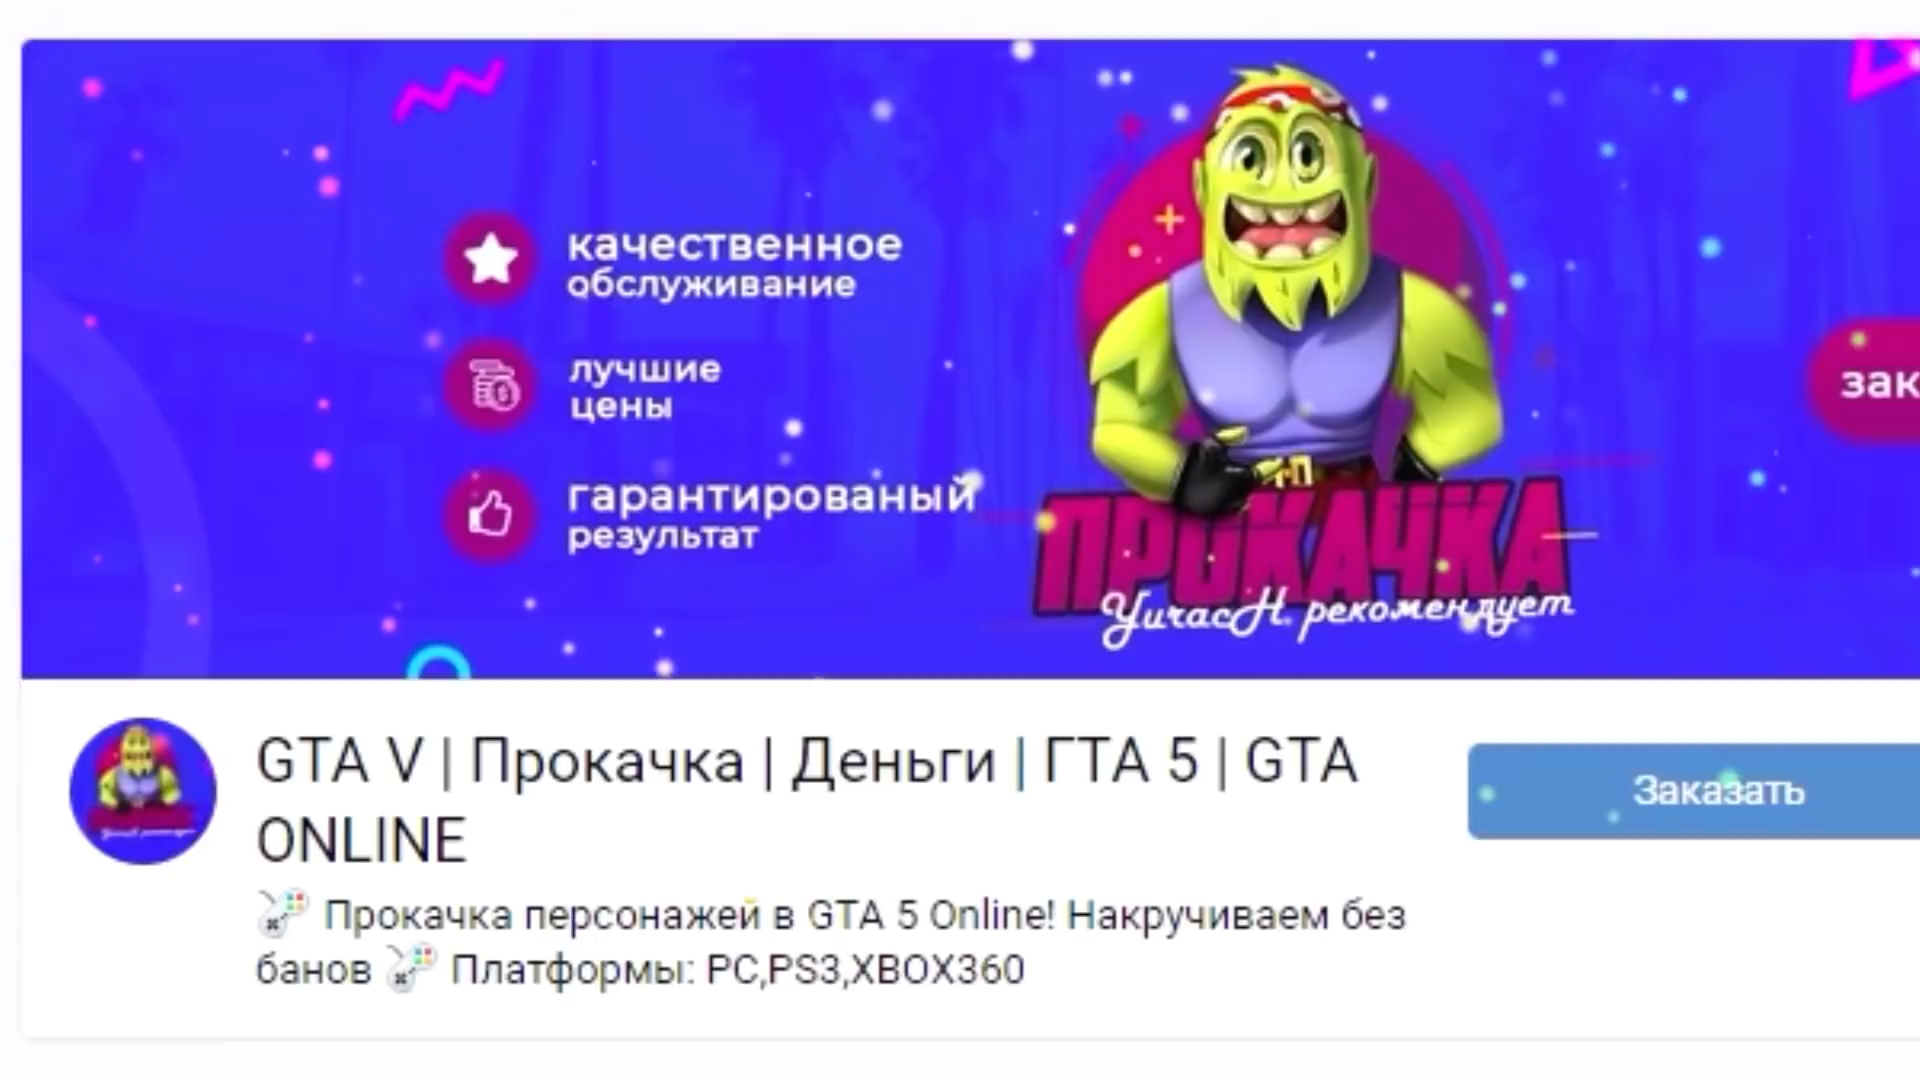 качественное
обслуживание
лучшие
цены
гарантированый
результат
ПРОКАЧКА
УичасН рекомендует
зак
GTA V | Прокачка | Деньги | ГТА 5 | GTA
ONLINE
Заказать
Прокачка персонажей в GTA 5 Online! Накручиваем без
банов Платформы: PC,PS3,XBOX360